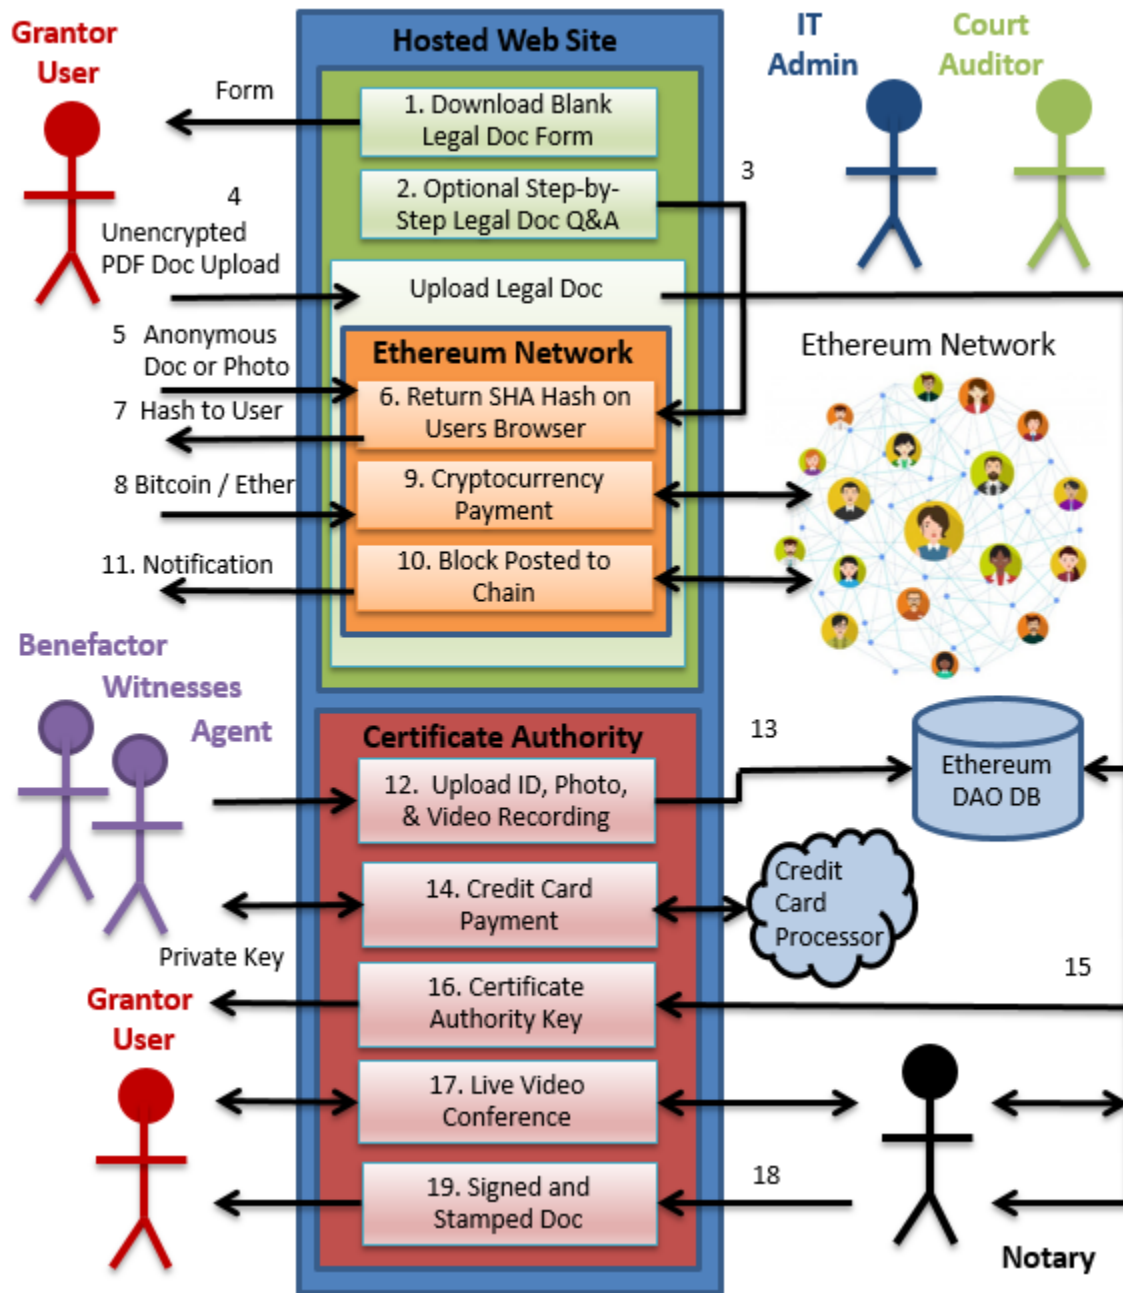 Grantor
User
Hosted Web Site
IT
Admin
Court
Auditor
Form
1. Download Blank
Legal Doc Form
3
2. Optional Step-by-
Step Legal Doc Q&A
4
Unencrypted
PDF Doc Upload
Upload Legal Doc
5 Anonymous
Doc or Photo
Ethereum Network
Ethereum Network
6. Return SHA Hash on
Users Browser
7 Hash to User
8 Bitcoin / Ether
9. Cryptocurrency
Payment
11. Notification
10. Block Posted to
Chain
Benefactor
Witnesses
Agent
Certificate Authority
13
12. Upload ID, Photo,
& Video Recording
Ethereum
DAO DB
14. Credit Card
Payment
Credit
Card
Processor
Private Key
15
Grantor
User
16. Certificate
Authority Key
17. Live Video
Conference
18
19. Signed and
Stamped Doc
Notary